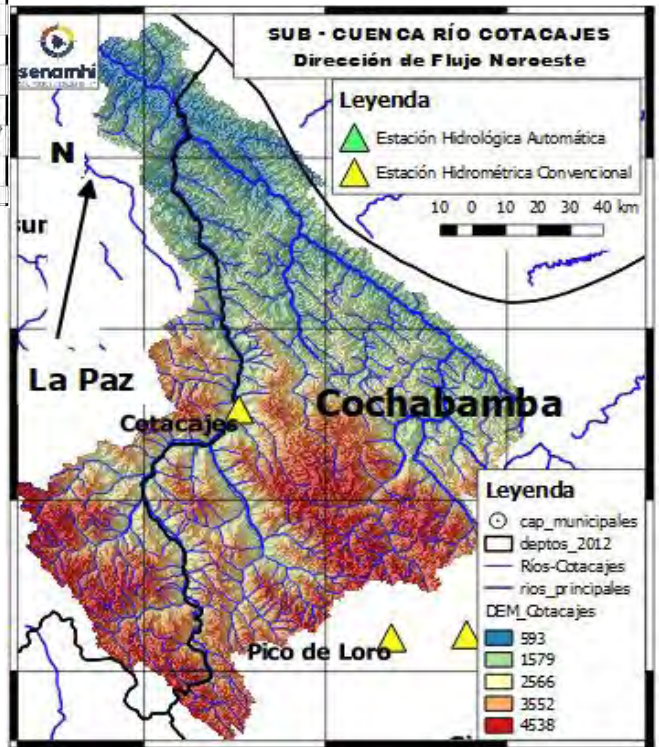 senamhi
SUB - CUENCA RÍO COTACAJES
Dirección de Flujo Noroeste
Leyenda
Estación Hidrológica Automática
Estación Hidrométrica Convencional
10 0 10 20 30 40 km
N
sur
La Paz
Cochabamba
Cotacajes
Pico de Loro
Leyenda
cap_municipales
deptos_2012
Ríos-Cotacajes
rios_principales
DEM_Cotacajes
593
1579
2566
3552
4538